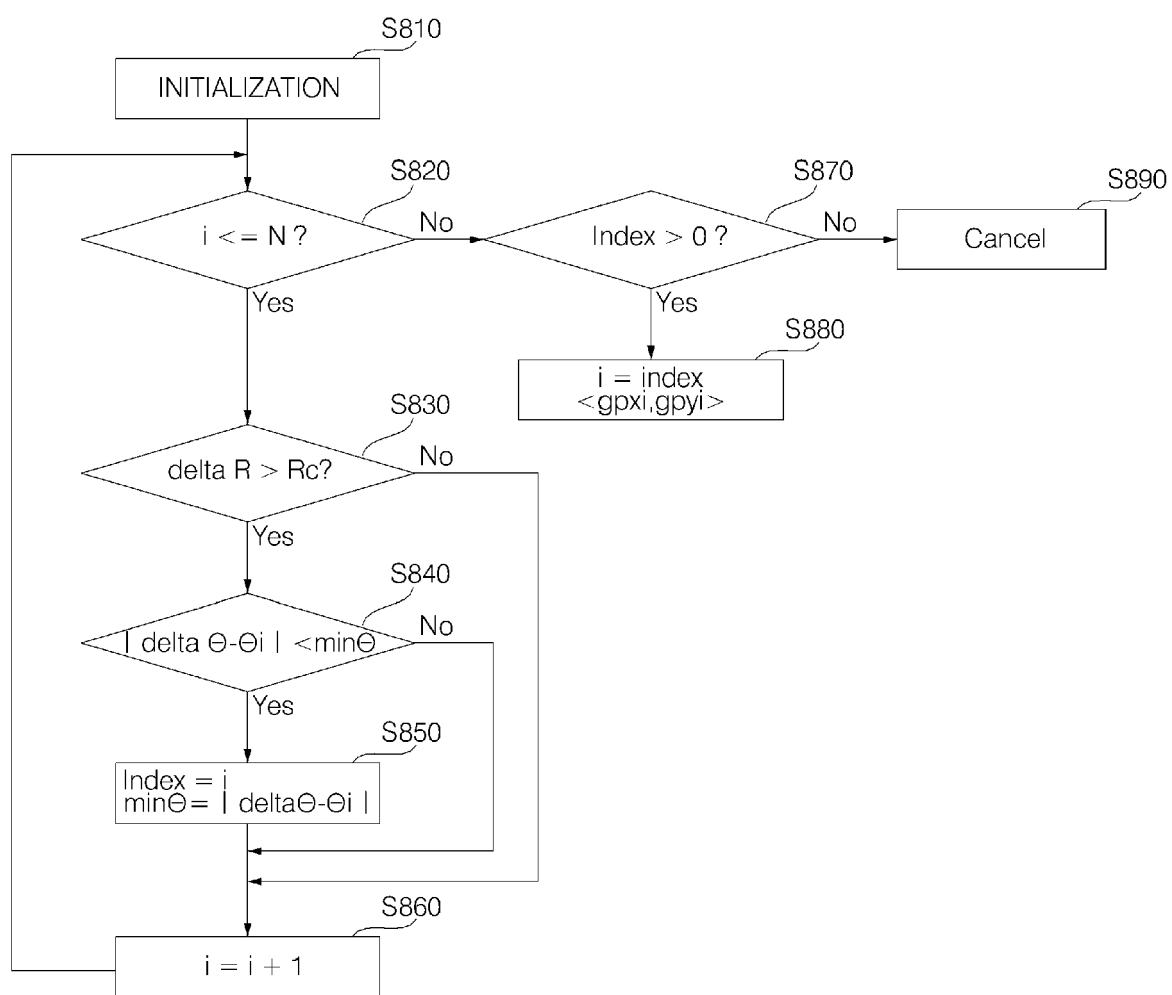 S810
INITIALIZATION
S820
i <= N ?
No
Yes
S870
Index > 0 ?
No
Yes
S890
Cancel
S880
i = index
<gpxi,gpyi>
S830
delta R > Rc?
No
Yes
S840
| delta Θ-Θi | <minΘ
No
Yes
S850
Index = i
minΘ= | deltaΘ-Θi |
S860
i = i + 1